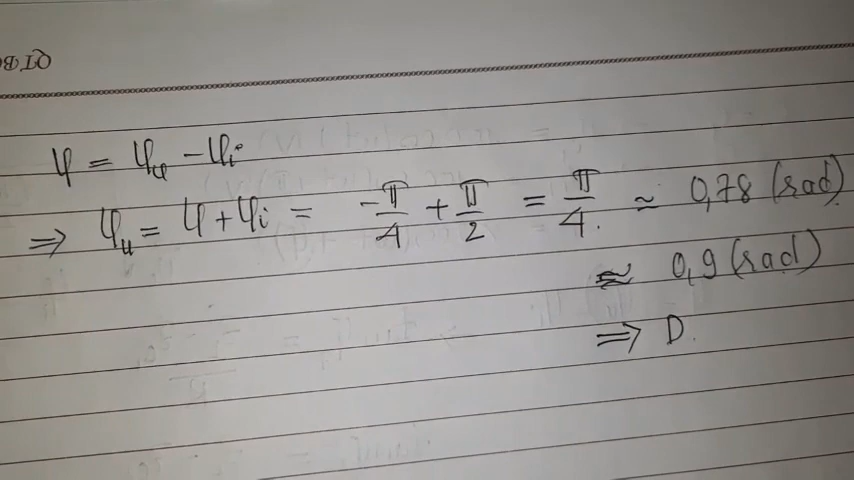 φ = φu - φi
⇒ φu = φ + φi = -π/4 + π/2 = π/4. ≈ 0,78 (rad)
≈ 0,9 (rad)
⇒ D.